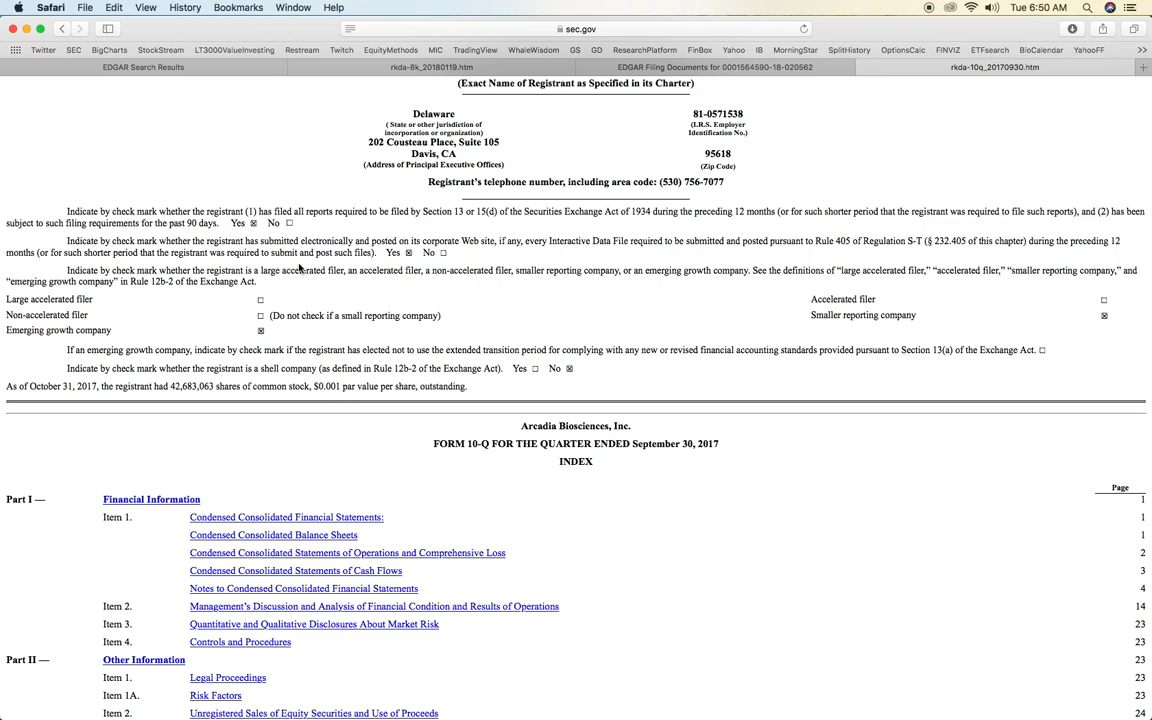 Safari File Edit View History Bookmarks Window Help Tue 6:50 AM
sec.gov
Twitter SEC BigCharts StockStream LT3000ValueInvesting Restream Twitch EquityMethods MIC TradingView WhaleWisdom GS GD ResearchPlatform FinBox Yahoo IB MorningStar SplitHistory OptionsCalc FINVIZ ETFsearch BioCalendar YahooFF
EDGAR Search Results rkda-8k_20180119.htm EDGAR Filing Documents for 0001564590-18-020562 rkda-10q_20170930.htm
(Exact Name of Registrant as Specified in its Charter)
Delaware 81-0571538
( State or other jurisdiction of (I.R.S. Employer
incorporation or organization) Identification No.)
202 Cousteau Place, Suite 105
Davis, CA 95618
(Address of Principal Executive Offices) (Zip Code)
Registrant's telephone number, including area code: (530) 756-7077
Indicate by check mark whether the registrant (1) has filed all reports required to be filed by Section 13 or 15(d) of the Securities Exchange Act of 1934 during the preceding 12 months (or for such shorter period that the registrant was required to file such reports), and (2) has been
subject to such filing requirements for the past 90 days. Yes ☒ No ☐
Indicate by check mark whether the registrant has submitted electronically and posted on its corporate Web site, if any, every Interactive Data File required to be submitted and posted pursuant to Rule 405 of Regulation S-T (§ 232.405 of this chapter) during the preceding 12
months (or for such shorter period that the registrant was required to submit and post such files). Yes ☒ No ☐
Indicate by check mark whether the registrant is a large accelerated filer, an accelerated filer, a non-accelerated filer, smaller reporting company, or an emerging growth company. See the definitions of “large accelerated filer,” “accelerated filer,” “smaller reporting company,” and
“emerging growth company” in Rule 12b-2 of the Exchange Act.
Large accelerated filer ☐ Accelerated filer ☐
Non-accelerated filer ☐ (Do not check if a small reporting company) Smaller reporting company ☒
Emerging growth company ☒
If an emerging growth company, indicate by check mark if the registrant has elected not to use the extended transition period for complying with any new or revised financial accounting standards provided pursuant to Section 13(a) of the Exchange Act. ☐
Indicate by check mark whether the registrant is a shell company (as defined in Rule 12b-2 of the Exchange Act). Yes ☐ No ☒
As of October 31, 2017, the registrant had 42,683,063 shares of common stock, $0.001 par value per share, outstanding.
Arcadia Biosciences, Inc.
FORM 10-Q FOR THE QUARTER ENDED September 30, 2017
INDEX
Page
Part I — Financial Information 1
Item 1. Condensed Consolidated Financial Statements: 1
Condensed Consolidated Balance Sheets 1
Condensed Consolidated Statements of Operations and Comprehensive Loss 2
Condensed Consolidated Statements of Cash Flows 3
Notes to Condensed Consolidated Financial Statements 4
Item 2. Management’s Discussion and Analysis of Financial Condition and Results of Operations 14
Item 3. Quantitative and Qualitative Disclosures About Market Risk 23
Item 4. Controls and Procedures 23
Part II — Other Information 23
Item 1. Legal Proceedings 23
Item 1A. Risk Factors 23
Item 2. Unregistered Sales of Equity Securities and Use of Proceeds 24